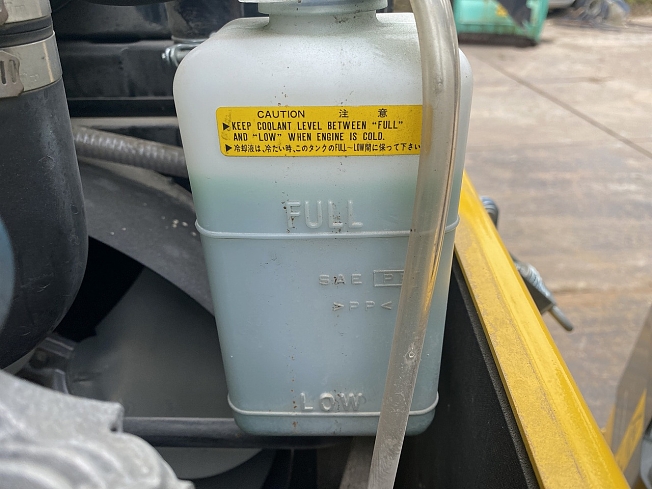 CAUTION 注 意
▶KEEP COOLANT LEVEL BETWEEN "FULL"
AND "LOW" WHEN ENGINE IS COLD.
▶冷却液は、冷たい時、このタンクのFULL〜LOW間に保って下さい
FULL
SAE
>PP<
LOW